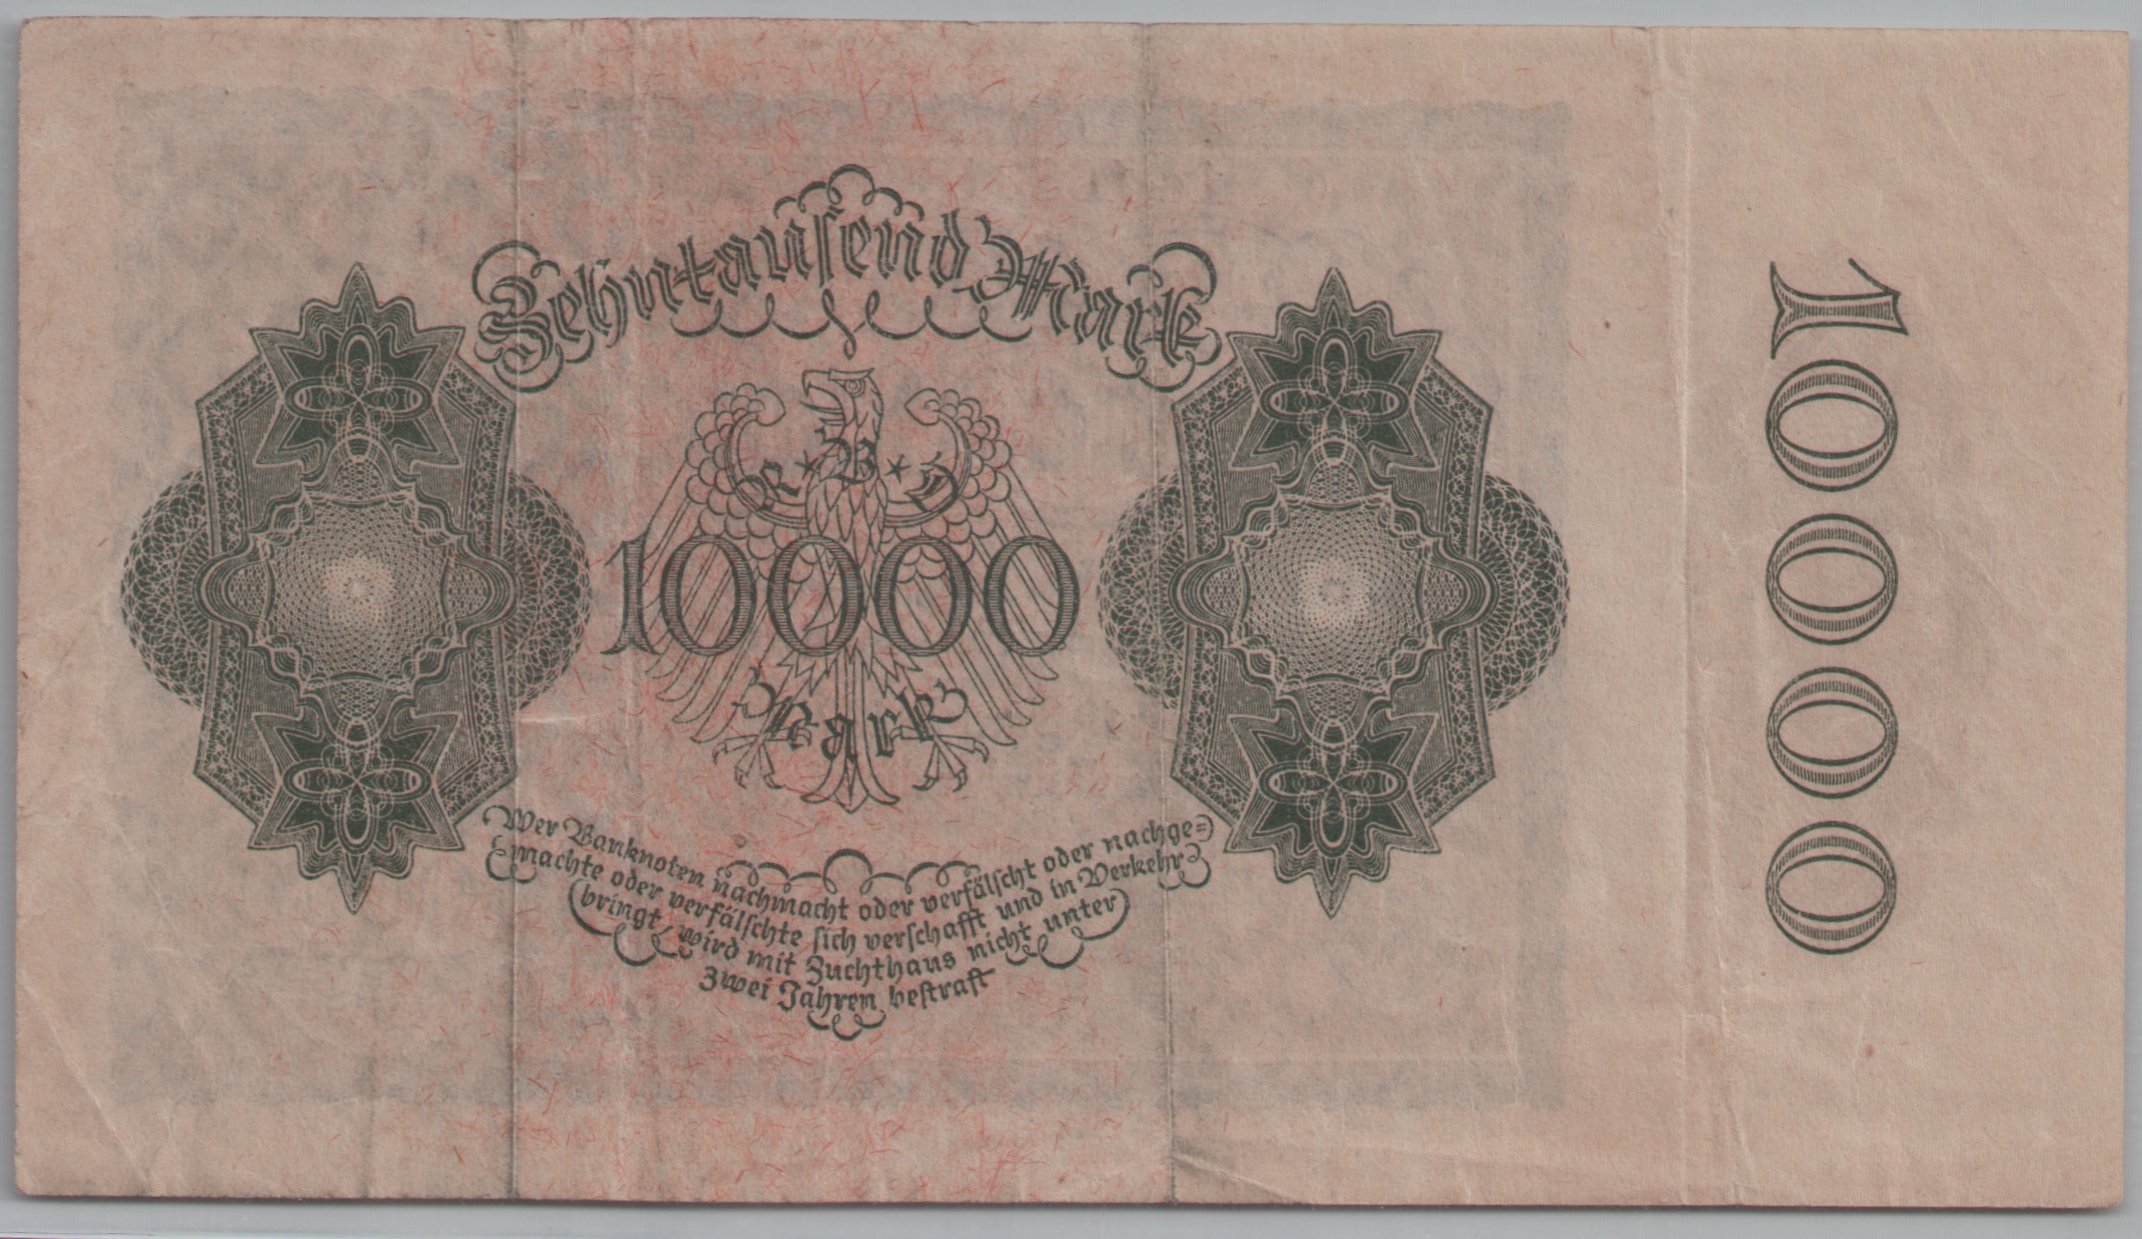 Zehntausend Mark
R*B*D
10000
Mark
Wer Banknoten nachmacht oder verfälscht oder nachge=
machte oder verfälschte sich verschafft und in Verkehr
bringt, wird mit Zuchthaus nicht unter
zwei Jahren bestraft
10000